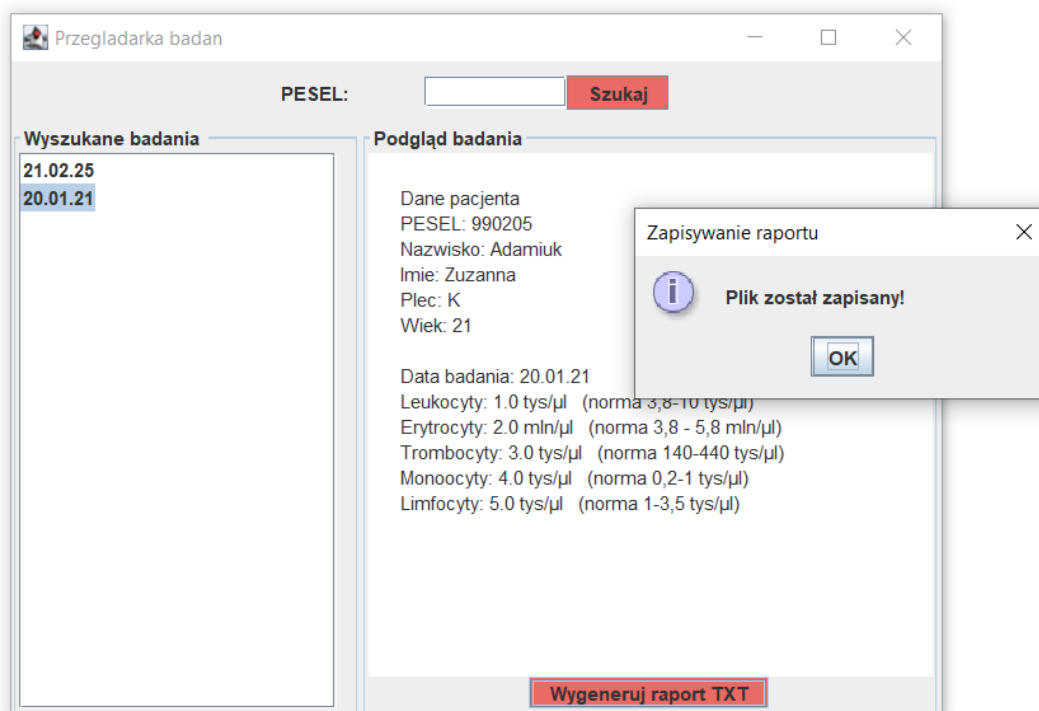 Przegladarka badan
PESEL:
Szukaj
Wyszukane badania
21.02.25
20.01.21
Podgląd badania
Dane pacjenta
PESEL: 990205
Nazwisko: Adamiuk
Imie: Zuzanna
Plec: K
Wiek: 21
Data badania: 20.01.21
Leukocyty: 1.0 tys/µl (norma 3,8-10 tys/µl)
Erytrocyty: 2.0 mln/µl (norma 3,8 - 5,8 mln/µl)
Trombocyty: 3.0 tys/µl (norma 140-440 tys/µl)
Monoocyty: 4.0 tys/µl (norma 0,2-1 tys/µl)
Limfocyty: 5.0 tys/µl (norma 1-3,5 tys/µl)
Wygeneruj raport TXT
Zapisywanie raportu
Plik został zapisany!
OK